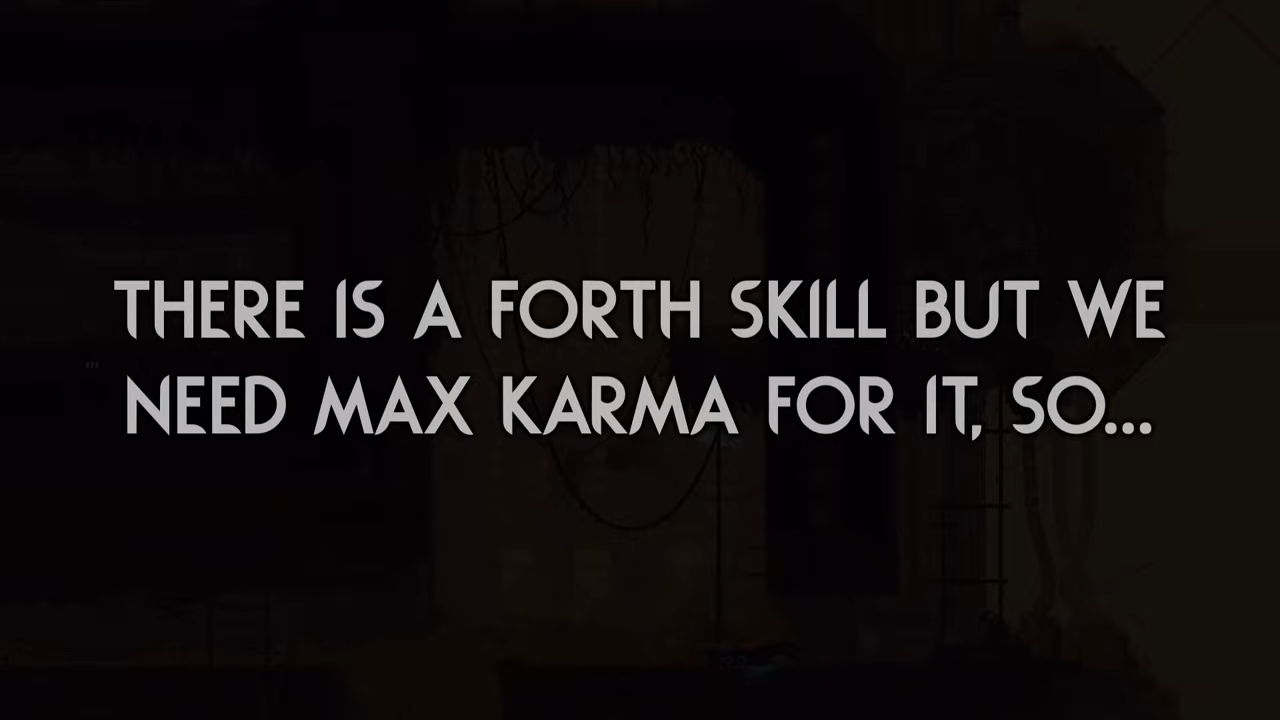 THERE IS A FORTH SKILL BUT WE
NEED MAX KARMA FOR IT, SO...